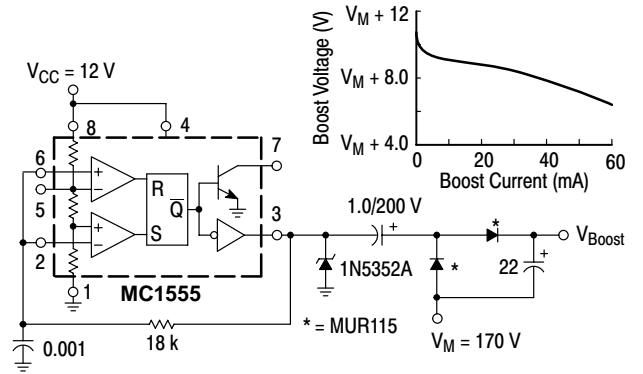 V_CC = 12 V
8
4
6
7
+
−
R
Q̅
5
3
+
−
S
2
1
MC1555
0.001
18 k
1N5352A
1.0/200 V
+
*
*
V_Boost
22
+
* = MUR115
V_M = 170 V
Boost Voltage (V)
V_M + 12
V_M + 8.0
V_M + 4.0
0
20
40
60
Boost Current (mA)